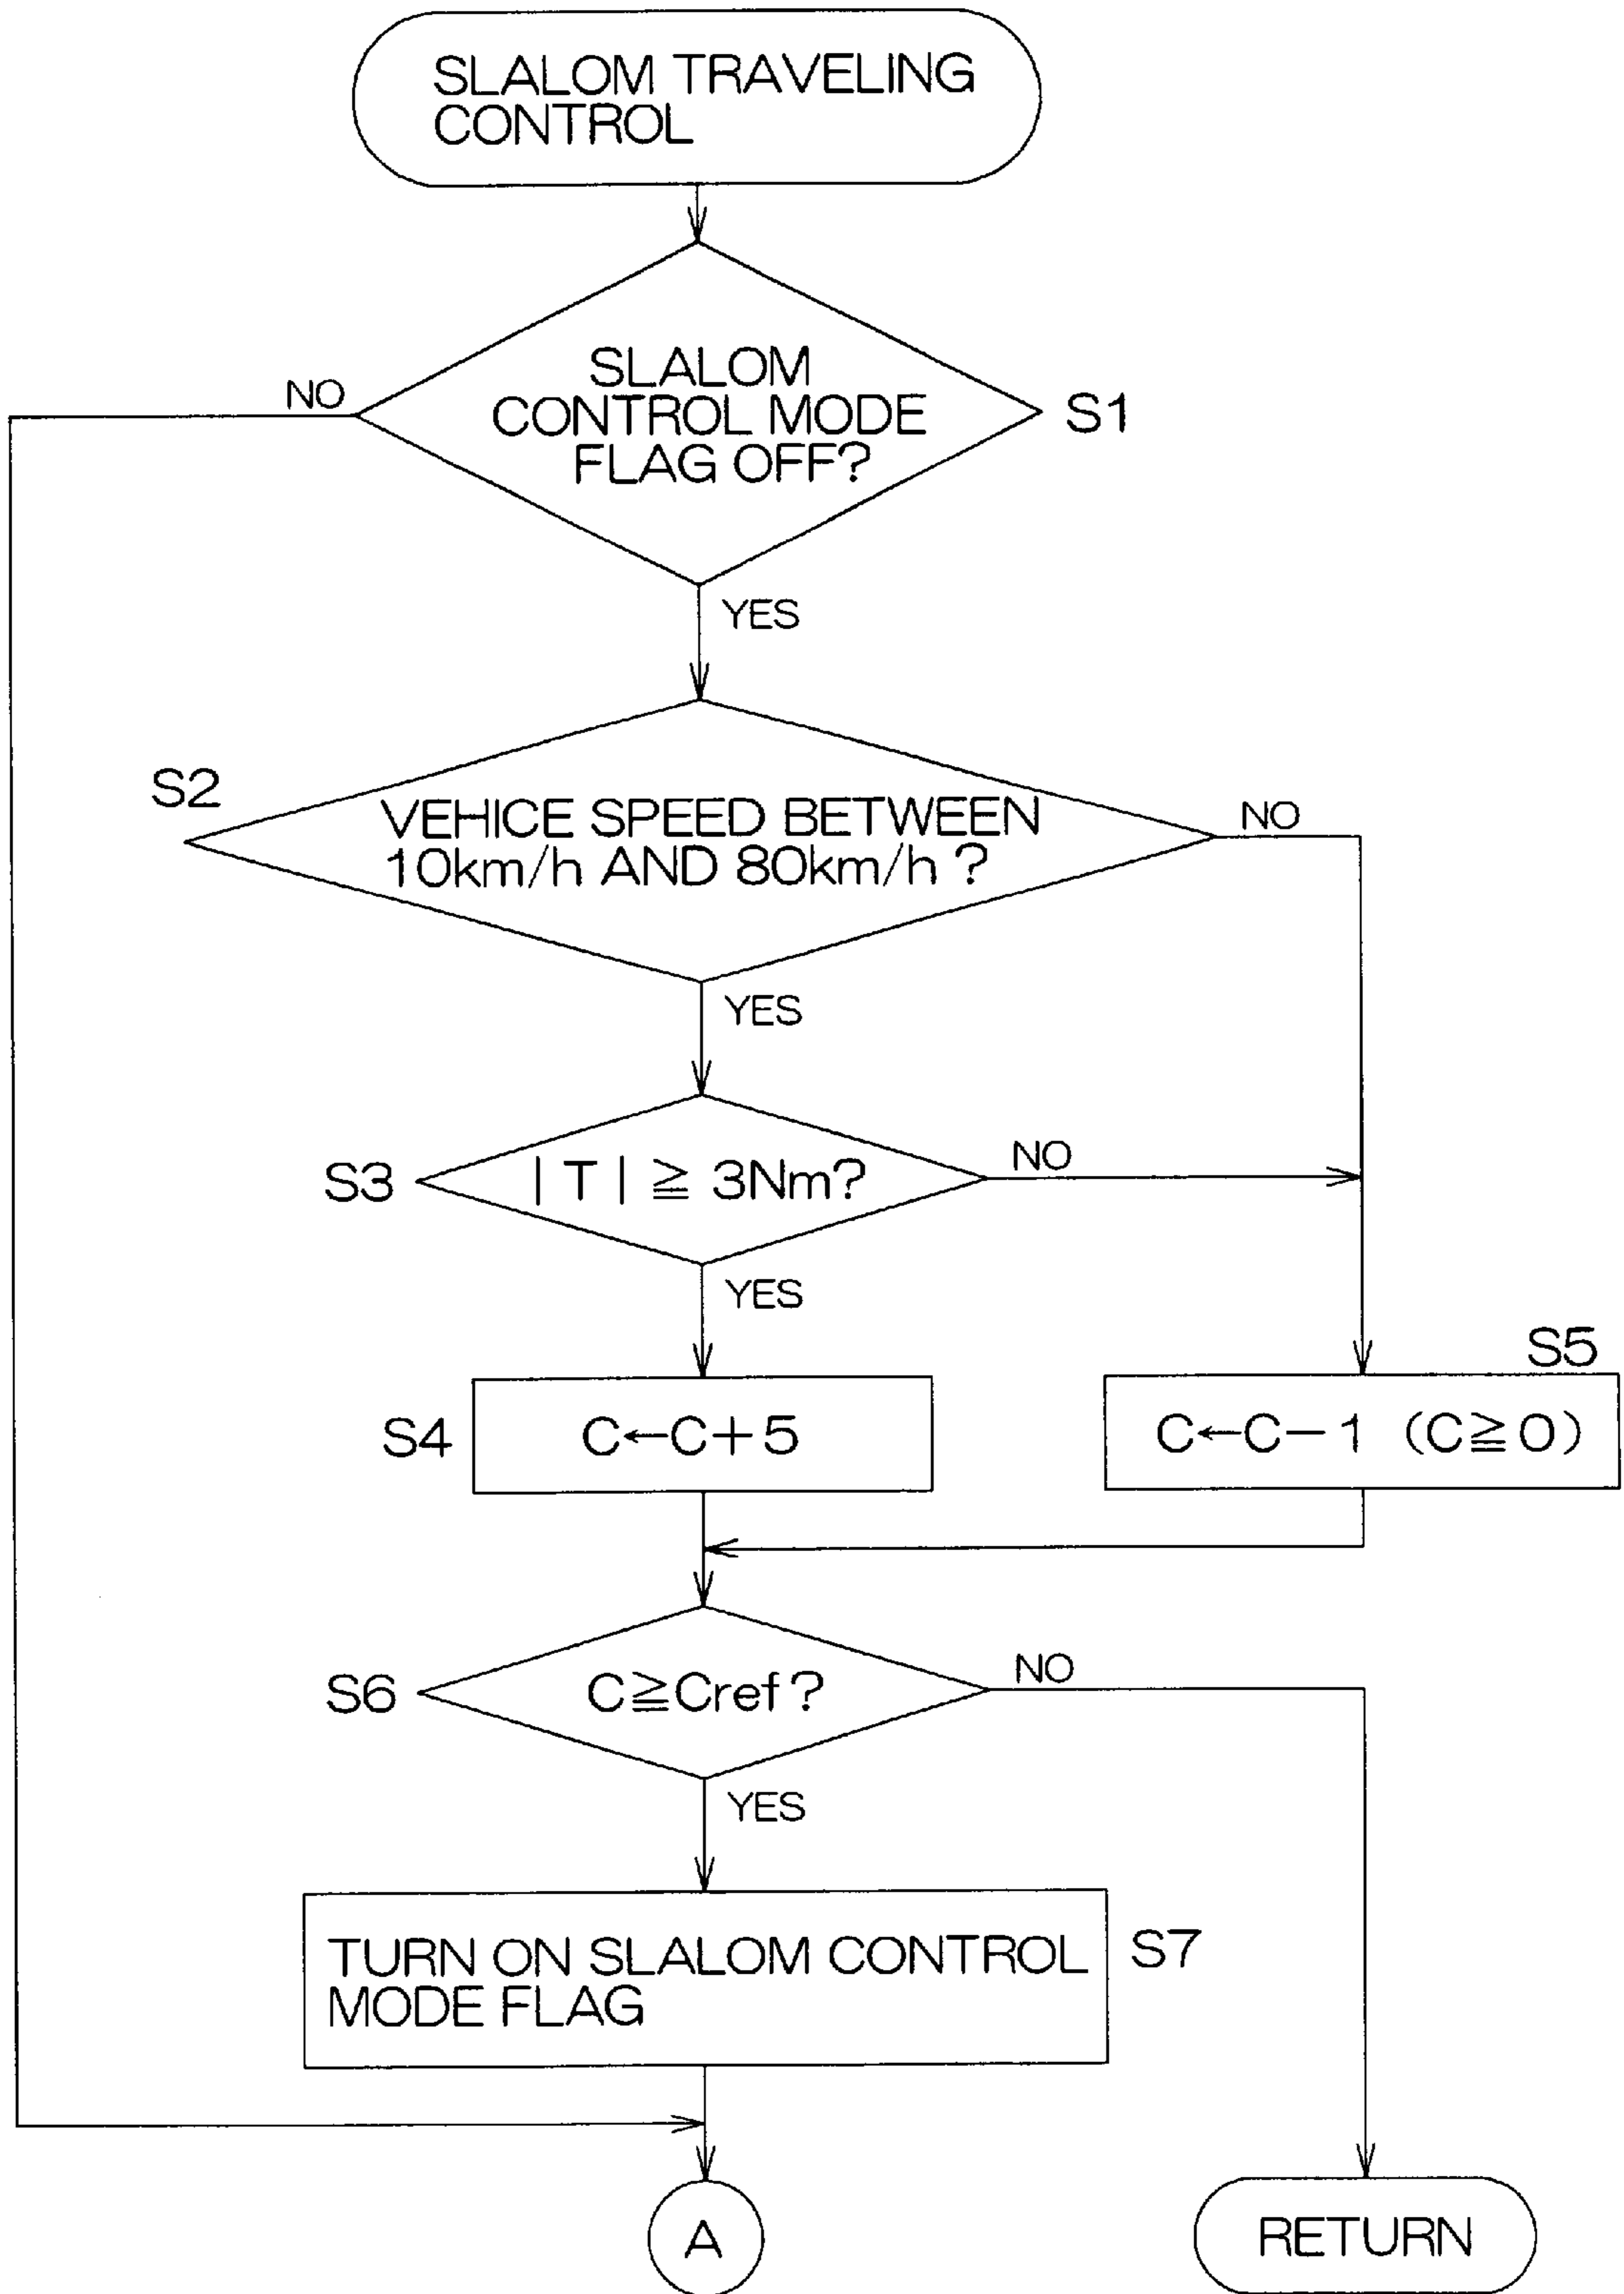 SLALOM TRAVELING
CONTROL
SLALOM
CONTROL MODE
FLAG OFF?
NO
S1
YES
S2
VEHICE SPEED BETWEEN
10km/h AND 80km/h ?
NO
YES
S3
| T | ≧ 3Nm?
NO
YES
S4
C←C+5
S5
C←C−1 (C≧0)
S6
C≧Cref?
NO
YES
TURN ON SLALOM CONTROL
MODE FLAG
S7
A
RETURN